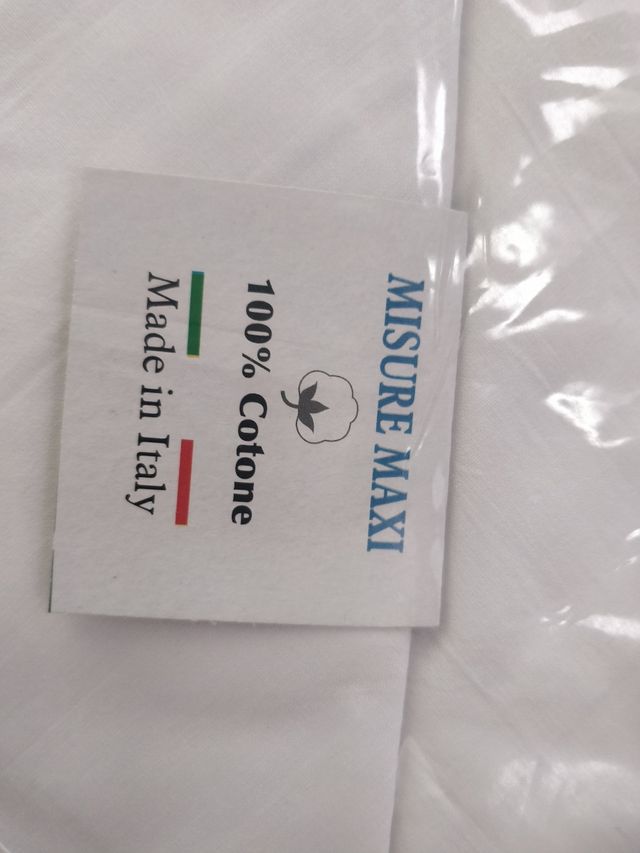 MISURE MAXI
100% Cotone
Made in Italy